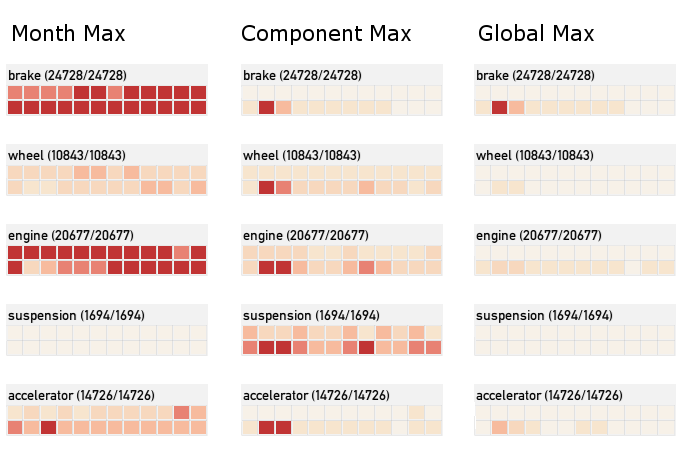 Month Max
Component Max
Global Max
brake (24728/24728)
brake (24728/24728)
brake (24728/24728)
wheel (10843/10843)
wheel (10843/10843)
wheel (10843/10843)
engine (20677/20677)
engine (20677/20677)
engine (20677/20677)
suspension (1694/1694)
suspension (1694/1694)
suspension (1694/1694)
accelerator (14726/14726)
accelerator (14726/14726)
accelerator (14726/14726)